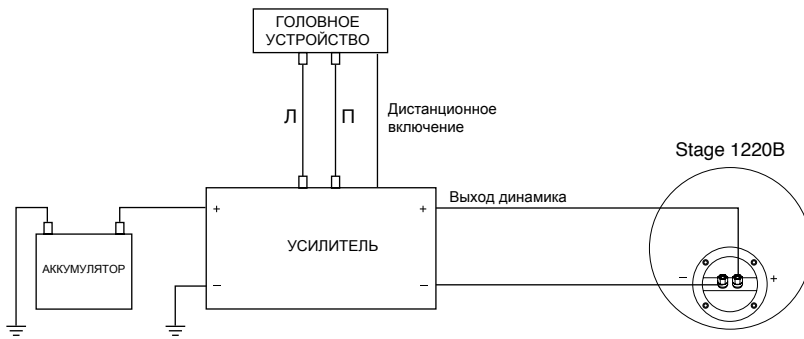 ГОЛОВНОЕ
УСТРОЙСТВО
Л
П
Дистанционное
включение
Stage 1220B
Выход динамика
+
+
УСИЛИТЕЛЬ
АККУМУЛЯТОР
–
–
–
+